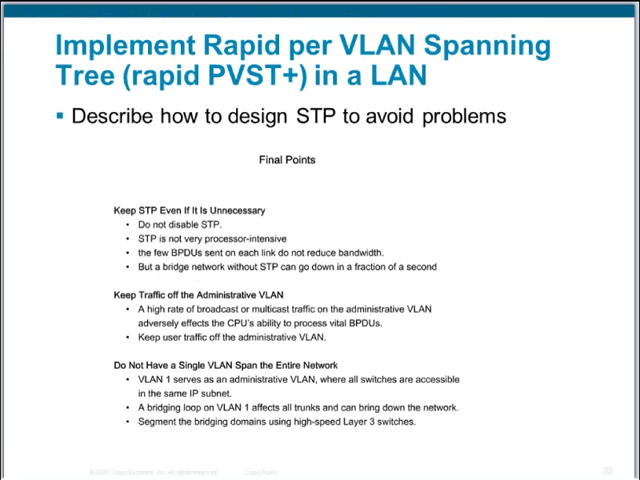 Implement Rapid per VLAN Spanning
Tree (rapid PVST+) in a LAN
▪ Describe how to design STP to avoid problems
Final Points
Keep STP Even If It Is Unnecessary
• Do not disable STP.
• STP is not very processor-intensive
• the few BPDUs sent on each link do not reduce bandwidth.
• But a bridge network without STP can go down in a fraction of a second
Keep Traffic off the Administrative VLAN
• A high rate of broadcast or multicast traffic on the administrative VLAN
adversely effects the CPU's ability to process vital BPDUs.
• Keep user traffic off the administrative VLAN.
Do Not Have a Single VLAN Span the Entire Network
• VLAN 1 serves as an administrative VLAN, where all switches are accessible
in the same IP subnet.
• A bridging loop on VLAN 1 affects all trunks and can bring down the network.
• Segment the bridging domains using high-speed Layer 3 switches.